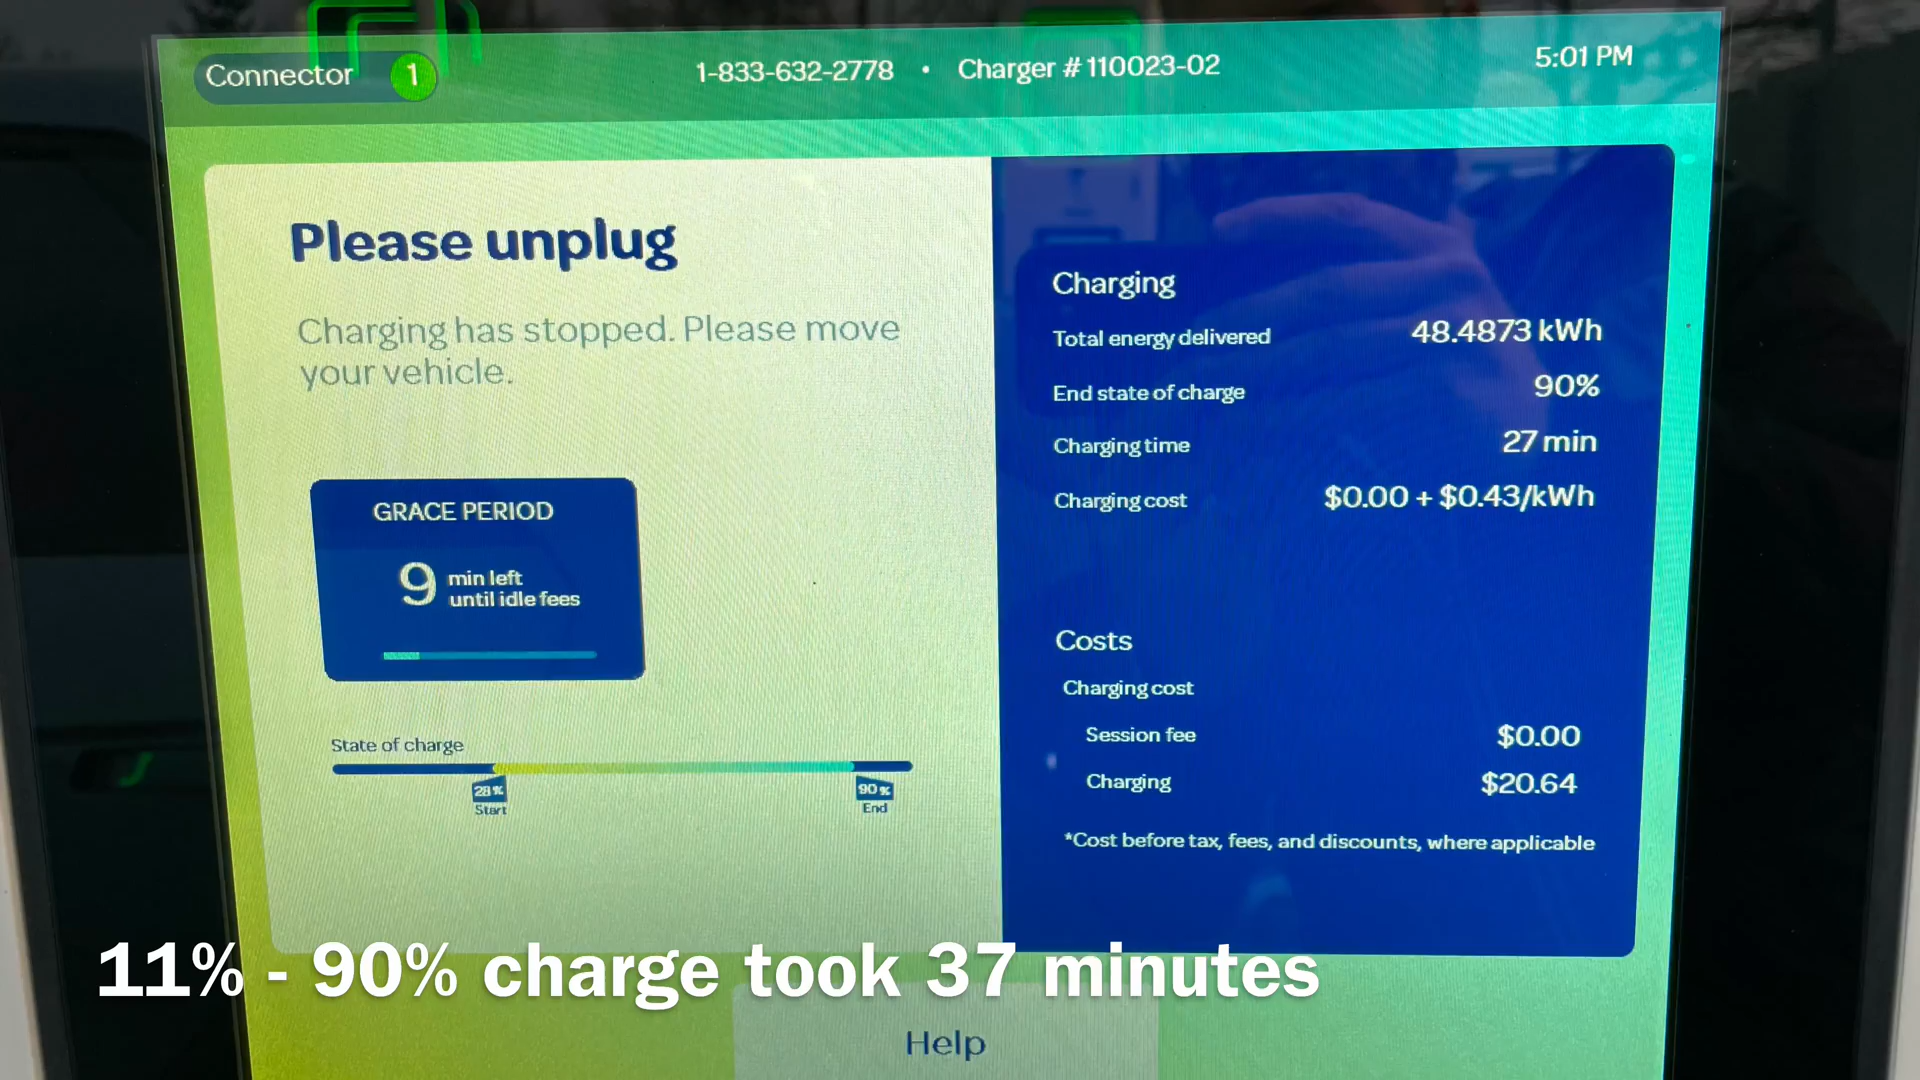 Connector 1
1-833-632-2778 • Charger # 110023-02
5:01 PM
Please unplug
Charging has stopped. Please move
your vehicle.
GRACE PERIOD
9 min left
until idle fees
State of charge
28%
Start
90%
End
Charging
Total energy delivered 48.4873 kWh
End state of charge 90%
Charging time 27 min
Charging cost $0.00 + $0.43/kWh
Costs
Charging cost
Session fee $0.00
Charging $20.64
*Cost before tax, fees, and discounts, where applicable
11% - 90% charge took 37 minutes
Help